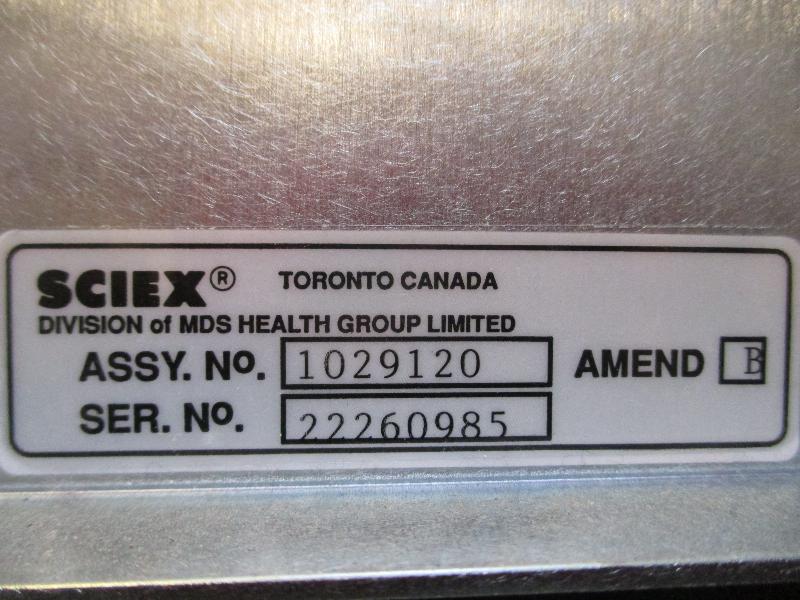 SCIEX® TORONTO CANADA
DIVISION of MDS HEALTH GROUP LIMITED
ASSY. No. 1029120 AMEND B
SER. No. 22260985